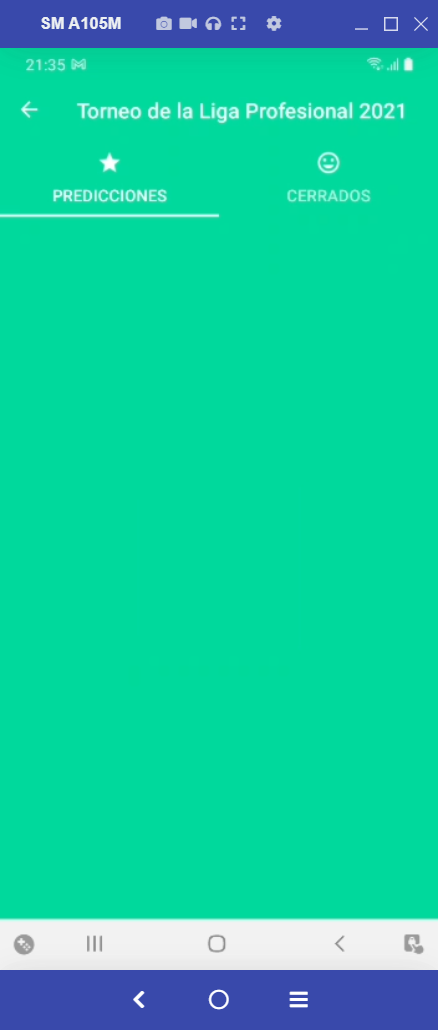 SM A105M
21:35
Torneo de la Liga Profesional 2021
PREDICCIONES
CERRADOS